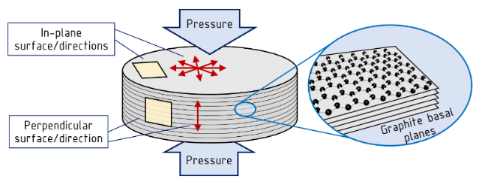 Pressure
In-plane
surface/directions
Perpendicular
surface/direction
Graphite basal
planes
Pressure